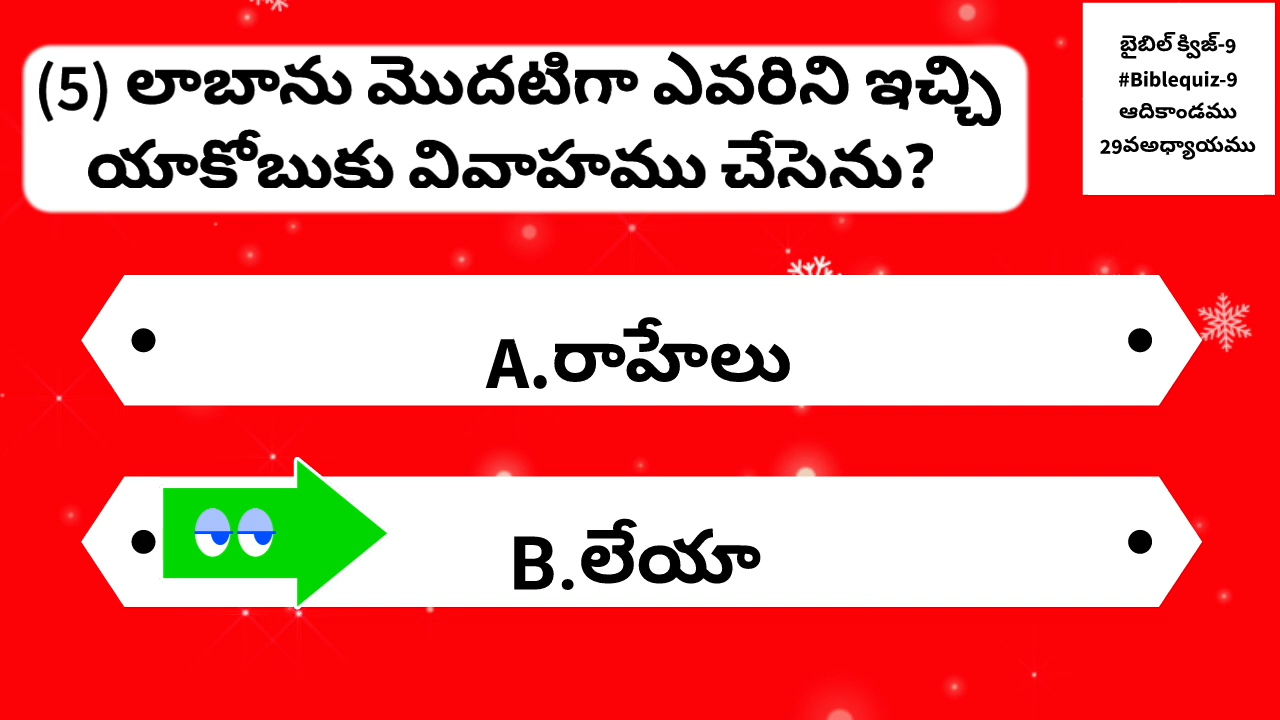 (5) లాబాను మొదటిగా ఎవరిని ఇచ్చి
యాకోబుకు వివాహము చేసెను?
బైబిల్ క్విజ్-9
#Biblequiz-9
ఆదికాండము
29వఅధ్యాయము
A.రాహేలు
B.లేయా